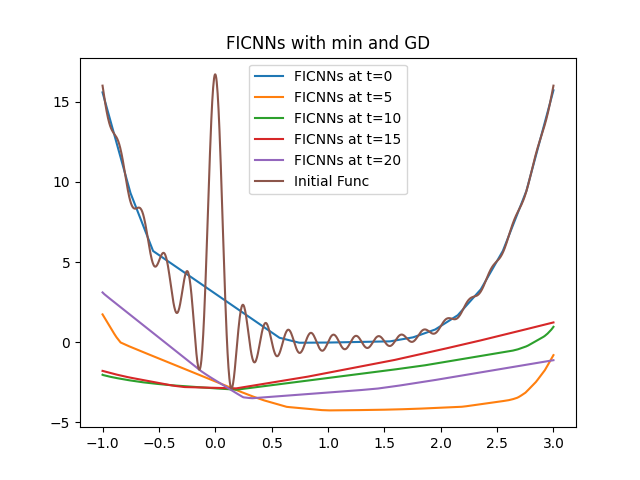 FICNNs with min and GD
FICNNs at t=0
FICNNs at t=5
FICNNs at t=10
FICNNs at t=15
FICNNs at t=20
Initial Func
15
10
5
0
−5
−1.0 −0.5 0.0 0.5 1.0 1.5 2.0 2.5 3.0